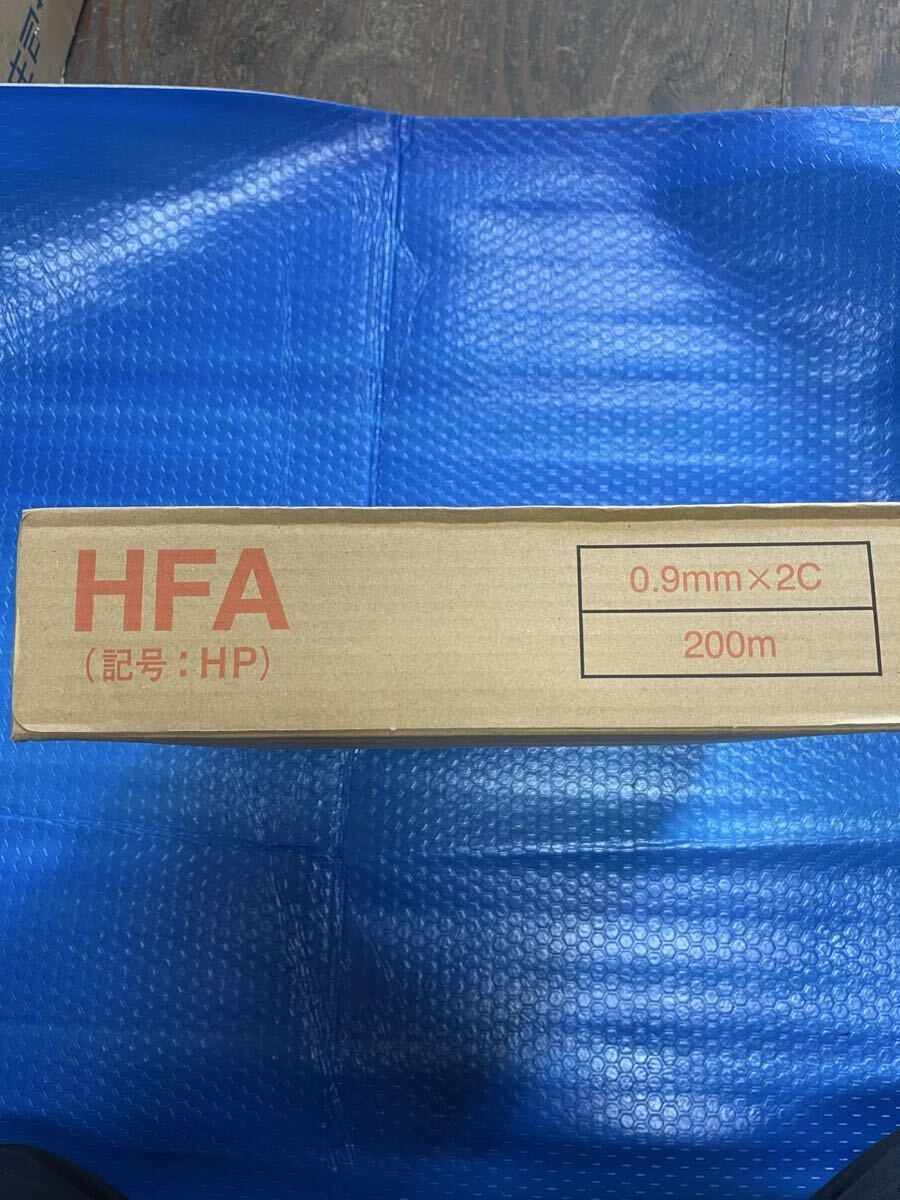 HFA
(記号:HP)
0.9mm×2C
200m